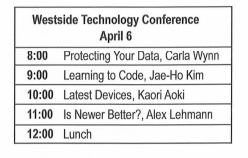 Westside Technology Conference
April 6
8:00 Protecting Your Data, Carla Wynn
9:00 Learning to Code, Jae-Ho Kim
10:00 Latest Devices, Kaori Aoki
11:00 Is Newer Better?, Alex Lehmann
12:00 Lunch